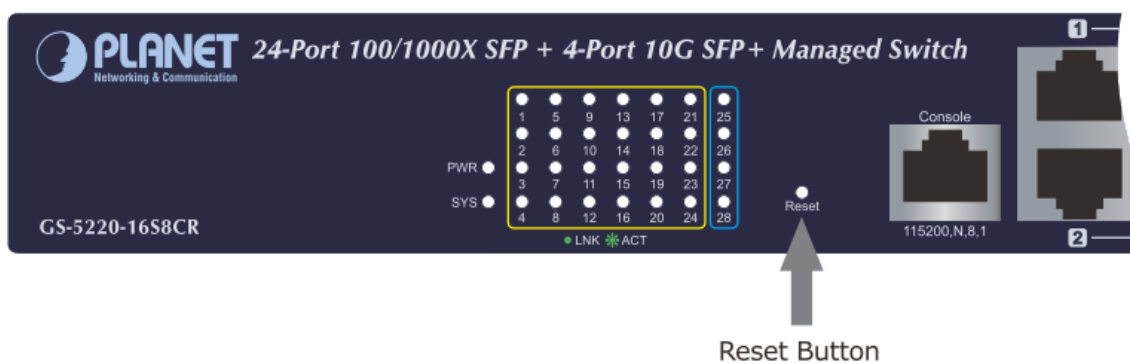 PLANET
Networking & Communication
24-Port 100/1000X SFP + 4-Port 10G SFP+ Managed Switch
1
1 5 9 13 17 21 25
2 6 10 14 18 22 26
PWR
3 7 11 15 19 23 27
SYS
4 8 12 16 20 24 28
LNK ACT
Reset
Console
115200,N,8,1
2
GS-5220-16S8CR
Reset Button